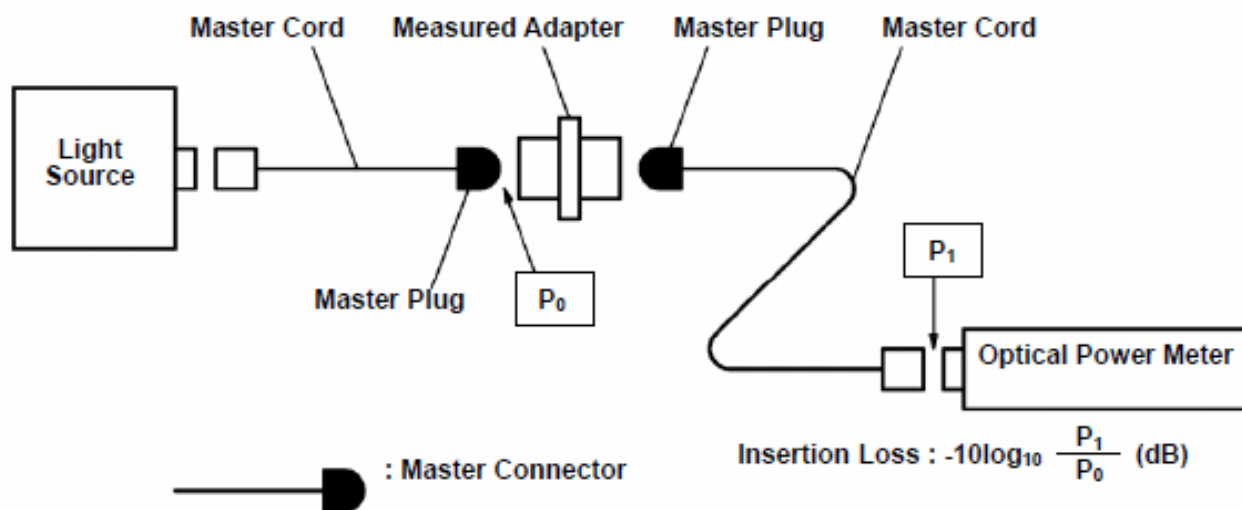 Master Cord
Measured Adapter
Master Plug
Master Cord
Light
Source
Master Plug
P₀
P₁
Optical Power Meter
: Master Connector
Insertion Loss : -10log₁₀ P₁/P₀ (dB)